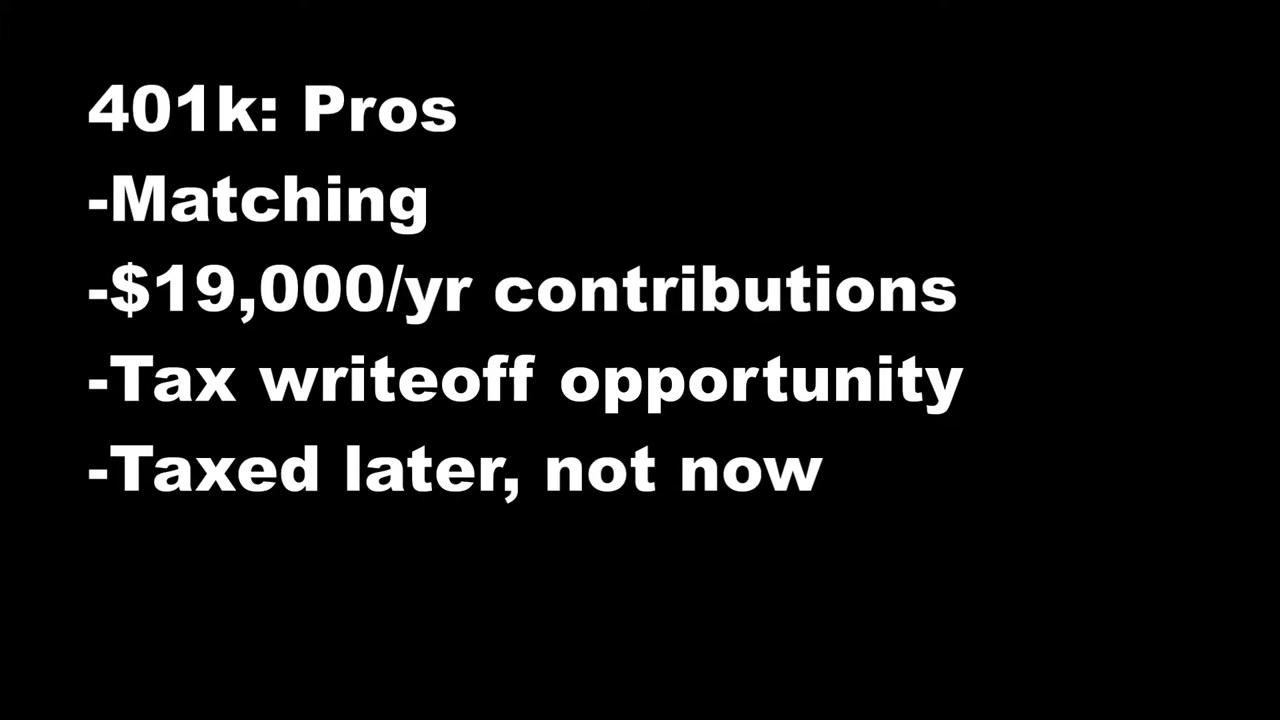 401k: Pros
-Matching
-$19,000/yr contributions
-Tax writeoff opportunity
-Taxed later, not now